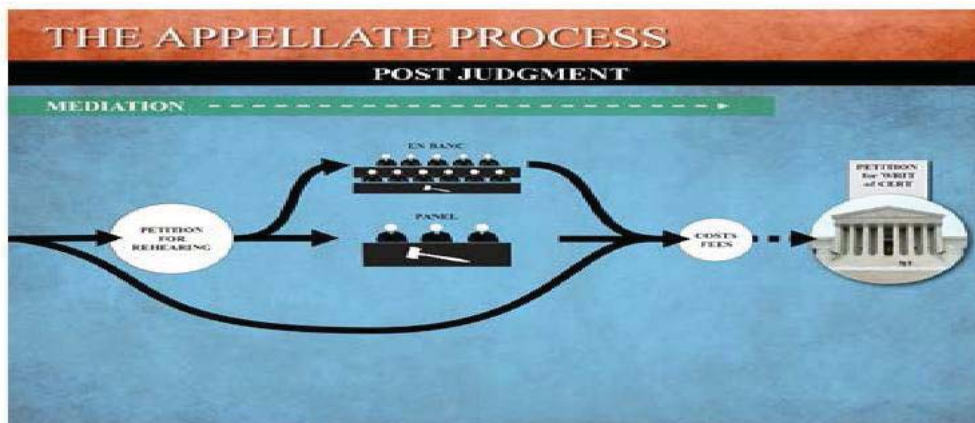 THE APPELLATE PROCESS
POST JUDGMENT
MEDIATION
EN BANC
PETITION
FOR
REHEARING
PANEL
COSTS
FEES
PETITION
for WRIT
of CERT